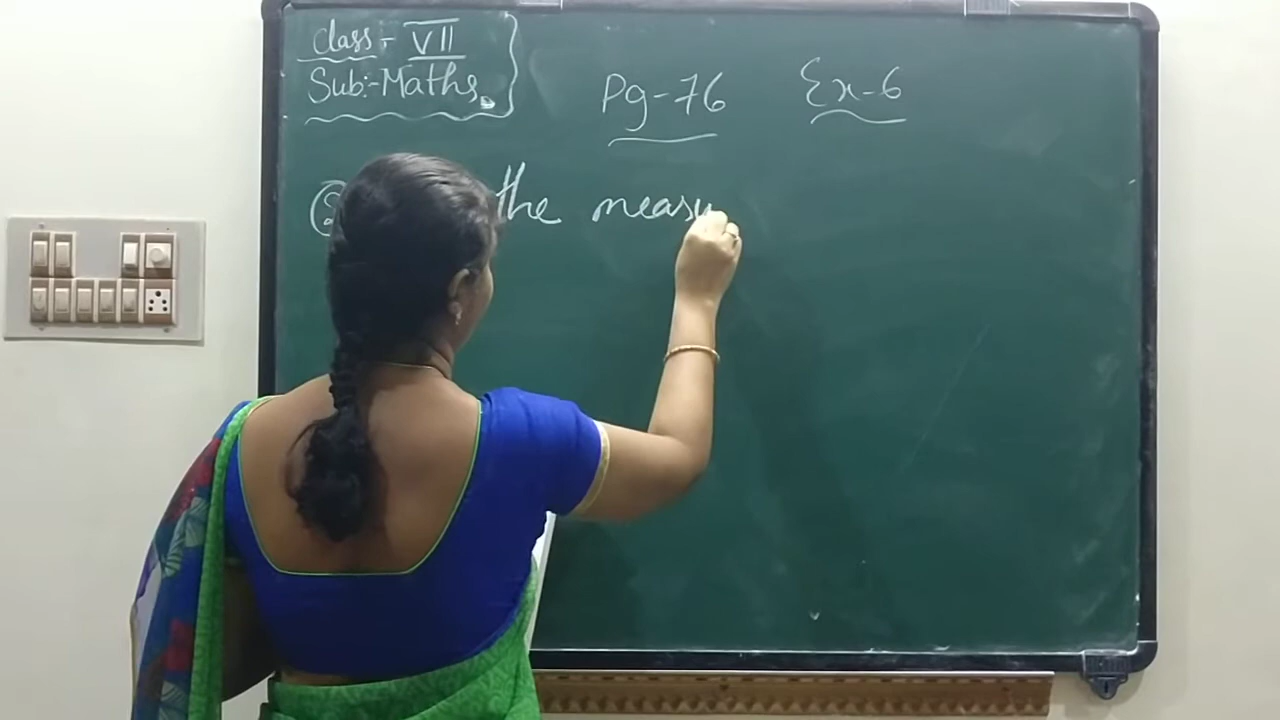 Class - VII
Sub:- Maths.
Pg-76 Ex-6
the measu